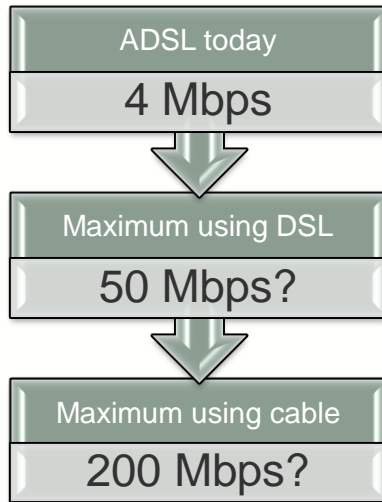 ADSL today
4 Mbps
Maximum using DSL
50 Mbps?
Maximum using cable
200 Mbps?